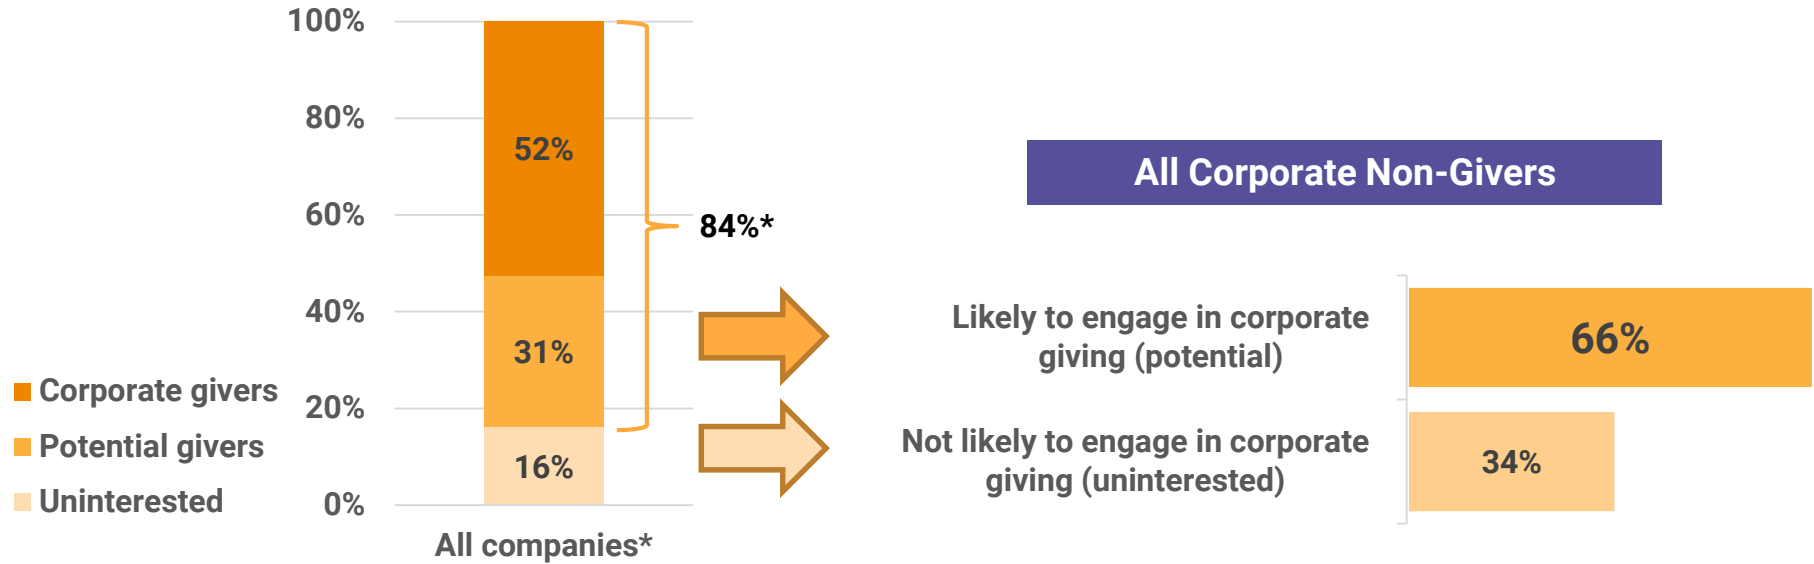 100%
80%
60%
40%
20%
0%
52%
31%
16%
84%*
All companies*
Corporate givers
Potential givers
Uninterested
All Corporate Non-Givers
Likely to engage in corporate
giving (potential)
66%
Not likely to engage in corporate
giving (uninterested)
34%